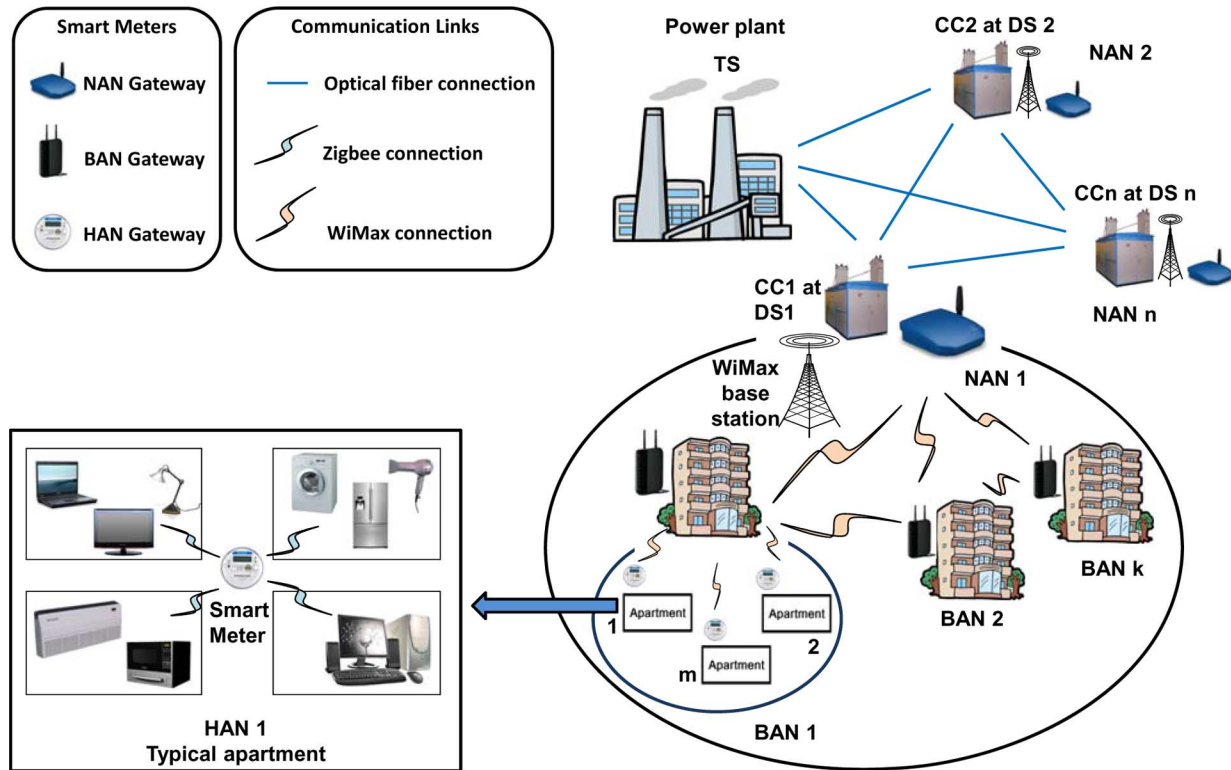 Smart Meters
NAN Gateway
BAN Gateway
HAN Gateway
Communication Links
Optical fiber connection
Zigbee connection
WiMax connection
Power plant
TS
CC2 at DS 2
NAN 2
CCn at DS n
NAN n
CC1 at
DS1
NAN 1
WiMax
base
station
BAN k
BAN 2
Apartment
1
Apartment
2
Apartment
m
BAN 1
Smart
Meter
HAN 1
Typical apartment